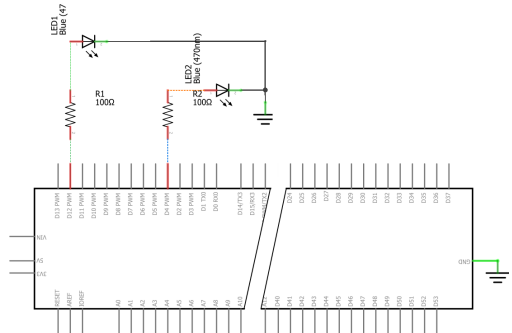 LED1
Blue (47
LED2
Blue (470nm)
R1
100Ω
R2
100Ω
D13 PWM
D12 PWM
D11 PWM
D10 PWM
D9 PWM
D8 PWM
D7 PWM
D6 PWM
D5 PWM
D4 PWM
D2 PWM
D3 PWM
D1 TX0
D0 RX0
D14/TX3
D15/RX3
D24
D25
D26
D27
D28
D29
D30
D31
D32
D33
D34
D35
D36
D37
VIN
5V
3V3
GND
RESET
AREF
IOREF
A0
A1
A2
A3
A4
A5
A6
A7
A8
A9
A10
D40
D41
D42
D43
D44
D45
D46
D47
D48
D49
D50
D51
D52
D53